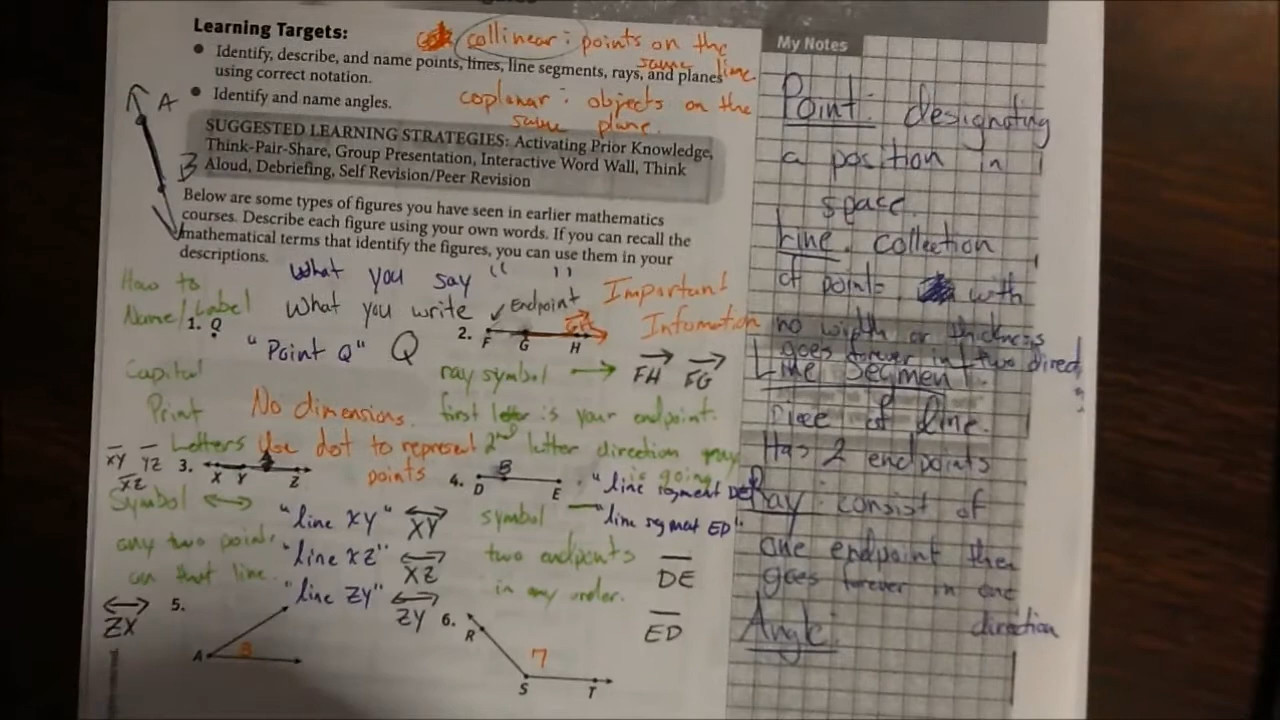 Learning Targets:
collinear: points on the
same line.
• Identify, describe, and name points, lines, line segments, rays, and planes
using correct notation.
• Identify and name angles.
coplanar: objects on the
same plane.
A
B
SUGGESTED LEARNING STRATEGIES: Activating Prior Knowledge,
Think-Pair-Share, Group Presentation, Interactive Word Wall, Think
Aloud, Debriefing, Self Revision/Peer Revision
Below are some types of figures you have seen in earlier mathematics
courses. Describe each figure using your own words. If you can recall the
mathematical terms that identify the figures, you can use them in your
descriptions.
How to
Name/Label
What you say " "
What you write
Important
Infomation
1. Q
"Point Q" Q
Capital
Print
Letters
No dimensions.
Use dot to represent
points
2. Endpoint
F G H
ray symbol → FH FG
first letter is your endpoint.
2nd letter direction ray
is going
XY YZ
XZ
3. X Y Z
Symbol ↔
any two points
on that line.
"line XY" XY
"line XZ" XZ
"line ZY" ZY
ZX
4. D B E
"line segment DE"
"line segmat ED"
symbol —
two endpoints
in any order.
DE
ED
5. A
6. R S T
7
My Notes
Point: designating
a position in
space.
Line. collection
of points with
no width or thickness
goes forever in two direct
Line Segment.
Piece of line.
Has 2 endpoints
Ray: consist of
one endpoint then
goes forever in one
direction
Angle: